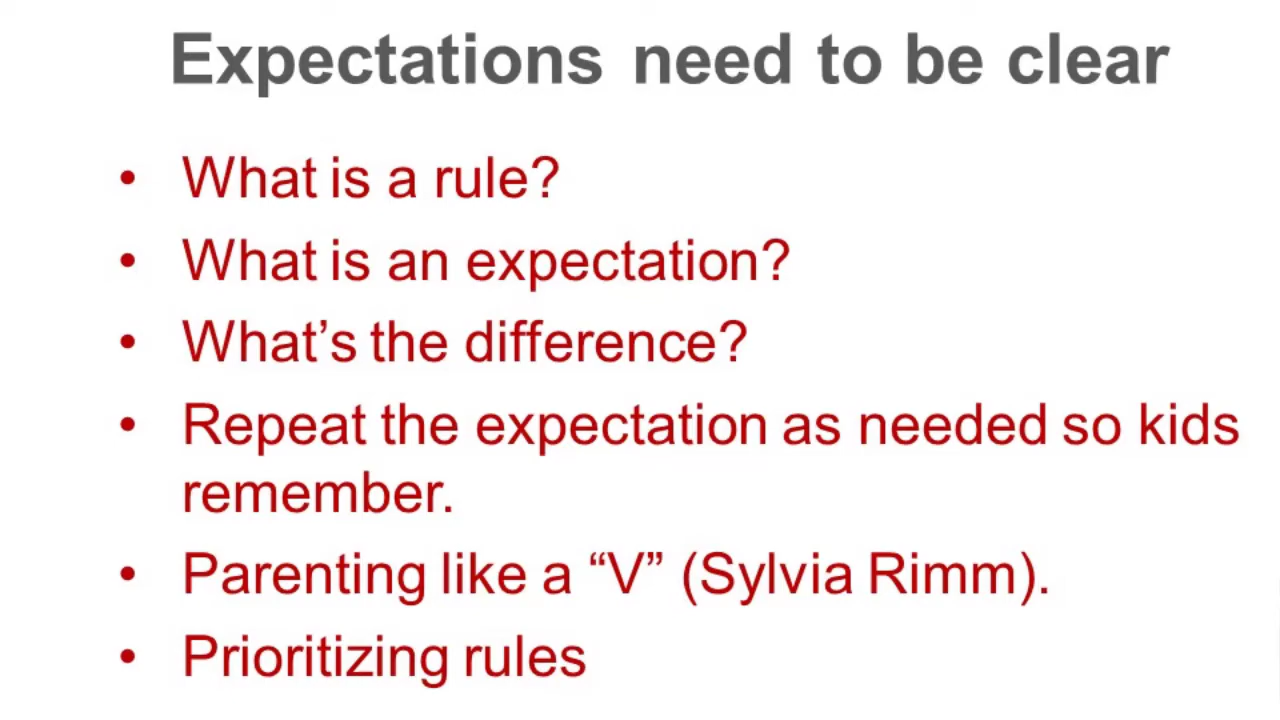 Expectations need to be clear
• What is a rule?
• What is an expectation?
• What’s the difference?
• Repeat the expectation as needed so kids
remember.
• Parenting like a “V” (Sylvia Rimm).
• Prioritizing rules